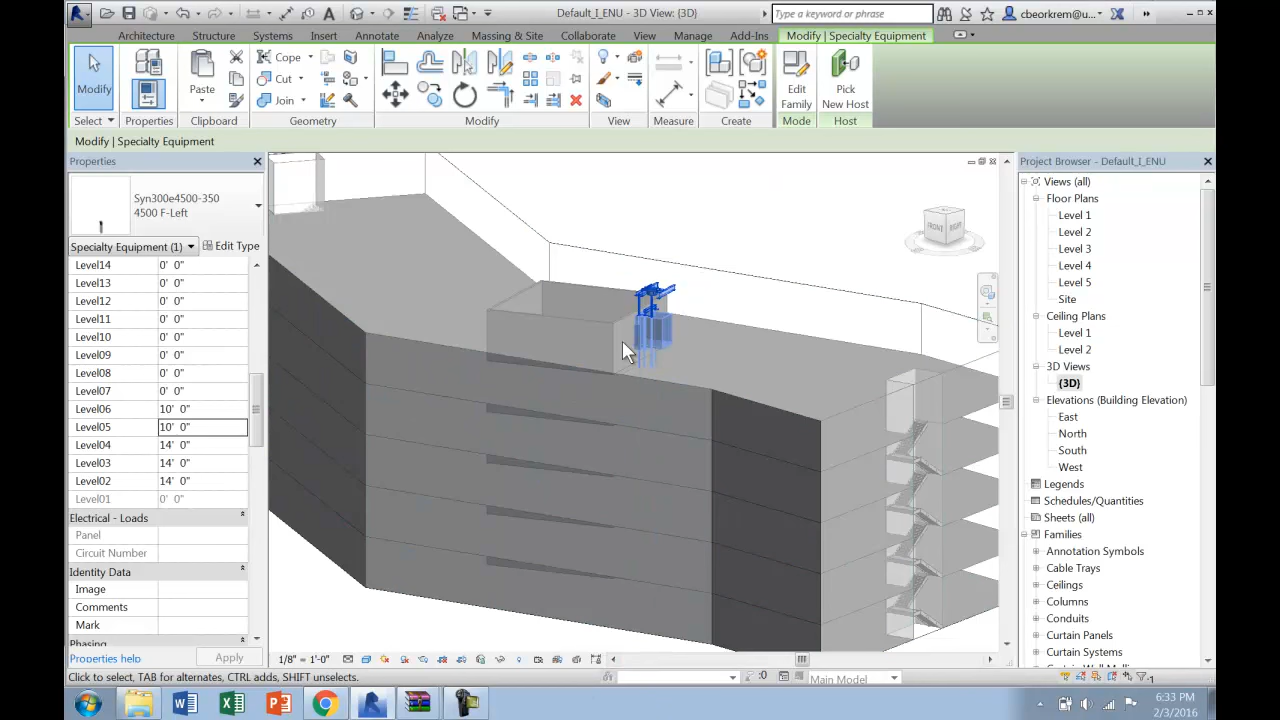 Default_I_ENU - 3D View: {3D}
Type a keyword or phrase
cbeorkrem@u...
Architecture Structure Systems Insert Annotate Analyze Massing & Site Collaborate View Manage Add-Ins Modify | Specialty Equipment
Modify
Paste
Cope
Cut
Join
Edit Family
Pick New Host
Select Properties Clipboard Geometry Modify View Measure Create Mode Host
Modify | Specialty Equipment
Properties
Syn300e4500-350
4500 F-Left
Specialty Equipment (1) Edit Type
Level14 0' 0"
Level13 0' 0"
Level12 0' 0"
Level11 0' 0"
Level10 0' 0"
Level09 0' 0"
Level08 0' 0"
Level07 0' 0"
Level06 10' 0"
Level05 10' 0"
Level04 14' 0"
Level03 14' 0"
Level02 14' 0"
Level01 0' 0"
Electrical - Loads
Panel
Circuit Number
Identity Data
Image
Comments
Mark
Phasing
Properties help Apply
FRONT RIGHT
1/8" = 1'-0"
Project Browser - Default_I_ENU
Views (all)
Floor Plans
Level 1
Level 2
Level 3
Level 4
Level 5
Site
Ceiling Plans
Level 1
Level 2
3D Views
{3D}
Elevations (Building Elevation)
East
North
South
West
Legends
Schedules/Quantities
Sheets (all)
Families
Annotation Symbols
Cable Trays
Ceilings
Columns
Conduits
Curtain Panels
Curtain Systems
Click to select, TAB for alternates, CTRL adds, SHIFT unselects.
:0
Main Model
:1
6:33 PM
2/3/2016